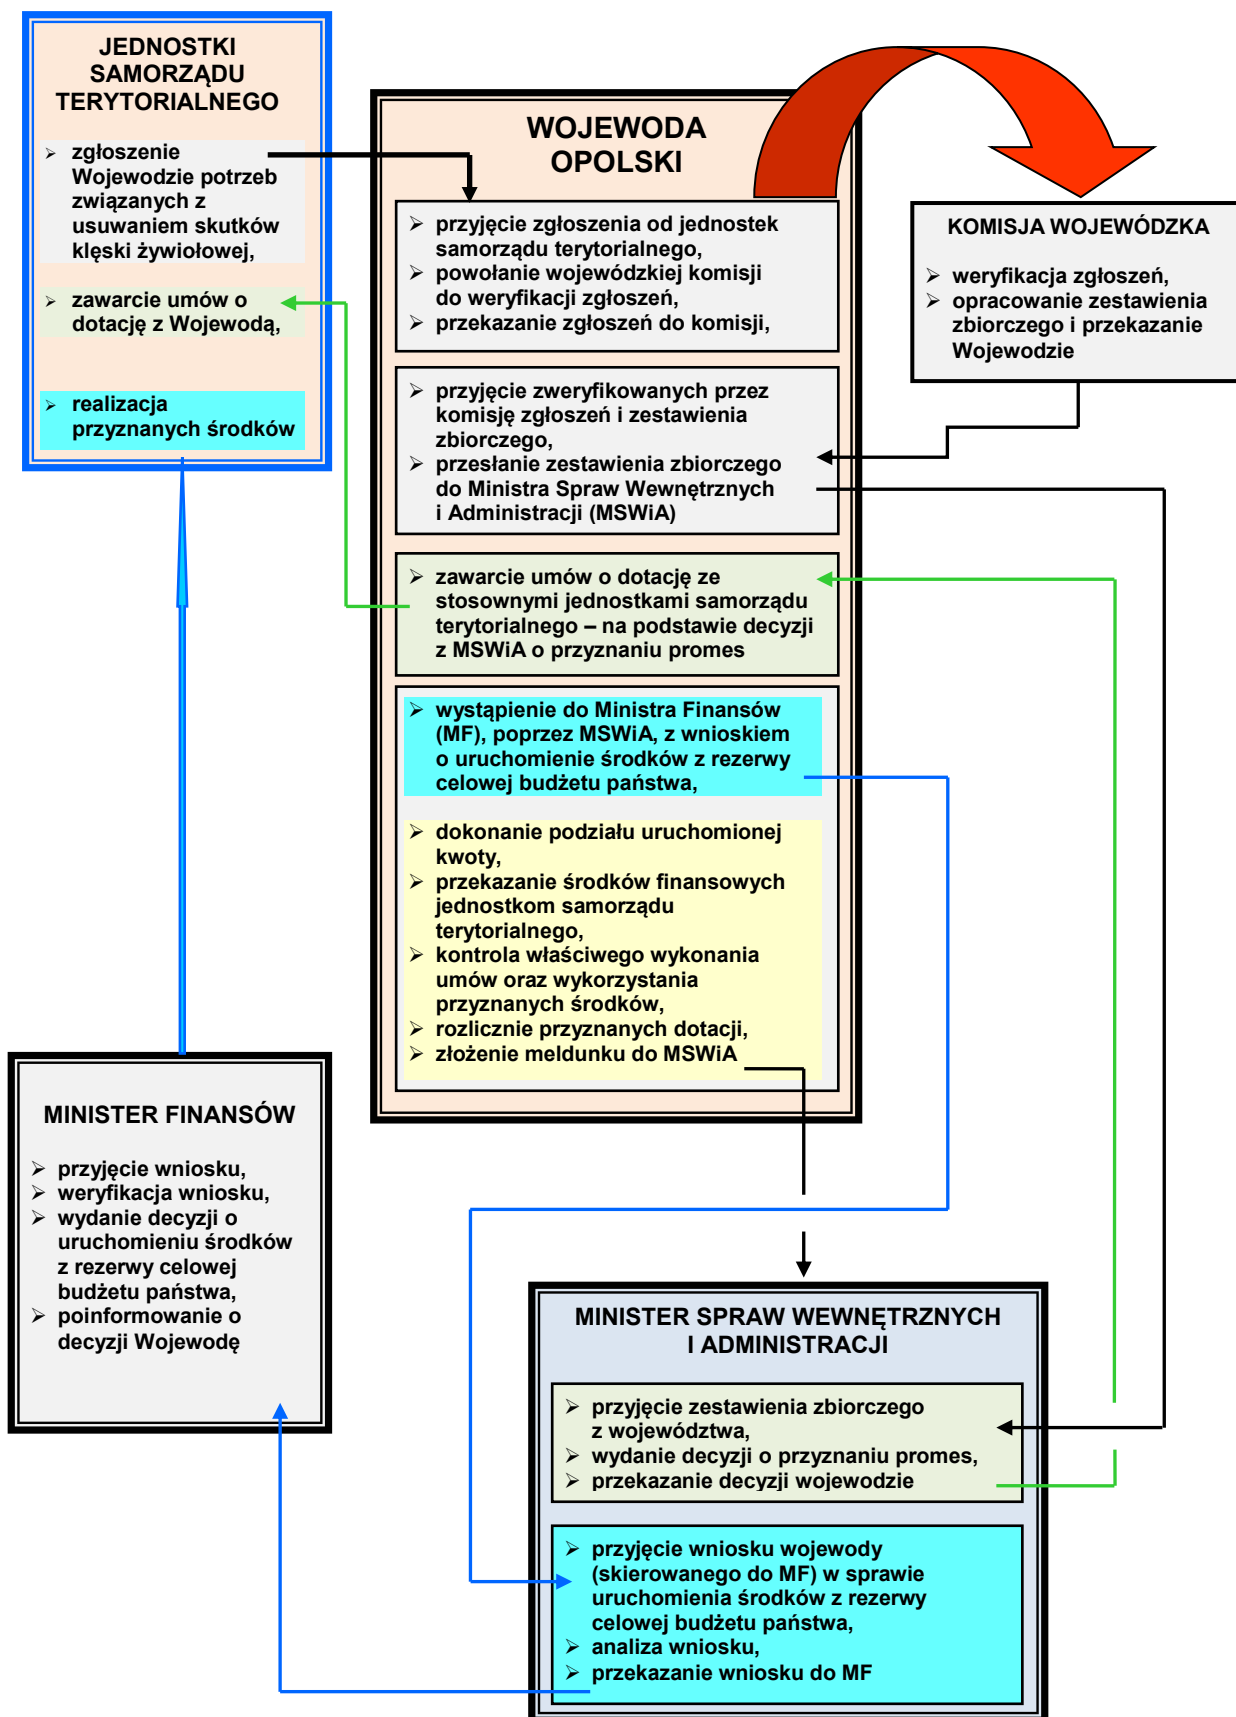 JEDNOSTKI
SAMORZĄDU
TERYTORIALNEGO
➢ zgłoszenie
Wojewodzie potrzeb
związanych z
usuwaniem skutków
klęski żywiołowej,
➢ zawarcie umów o
dotację z Wojewodą,
➢ realizacja
przyznanych środków
WOJEWODA
OPOLSKI
➢ przyjęcie zgłoszenia od jednostek
samorządu terytorialnego,
➢ powołanie wojewódzkiej komisji
do weryfikacji zgłoszeń,
➢ przekazanie zgłoszeń do komisji,
➢ przyjęcie zweryfikowanych przez
komisję zgłoszeń i zestawienia
zbiorczego,
➢ przesłanie zestawienia zbiorczego
do Ministra Spraw Wewnętrznych
i Administracji (MSWiA)
➢ zawarcie umów o dotację ze
stosownymi jednostkami samorządu
terytorialnego – na podstawie decyzji
z MSWiA o przyznaniu promes
➢ wystąpienie do Ministra Finansów
(MF), poprzez MSWiA, z wnioskiem
o uruchomienie środków z rezerwy
celowej budżetu państwa,
➢ dokonanie podziału uruchomionej
kwoty,
➢ przekazanie środków finansowych
jednostkom samorządu
terytorialnego,
➢ kontrola właściwego wykonania
umów oraz wykorzystania
przyznanych środków,
➢ rozlicznie przyznanych dotacji,
➢ złożenie meldunku do MSWiA
KOMISJA WOJEWÓDZKA
➢ weryfikacja zgłoszeń,
➢ opracowanie zestawienia
zbiorczego i przekazanie
Wojewodzie
MINISTER FINANSÓW
➢ przyjęcie wniosku,
➢ weryfikacja wniosku,
➢ wydanie decyzji o
uruchomieniu środków
z rezerwy celowej
budżetu państwa,
➢ poinformowanie o
decyzji Wojewodę
MINISTER SPRAW WEWNĘTRZNYCH
I ADMINISTRACJI
➢ przyjęcie zestawienia zbiorczego
z województwa,
➢ wydanie decyzji o przyznaniu promes,
➢ przekazanie decyzji wojewodzie
➢ przyjęcie wniosku wojewody
(skierowanego do MF) w sprawie
uruchomienia środków z rezerwy
celowej budżetu państwa,
➢ analiza wniosku,
➢ przekazanie wniosku do MF